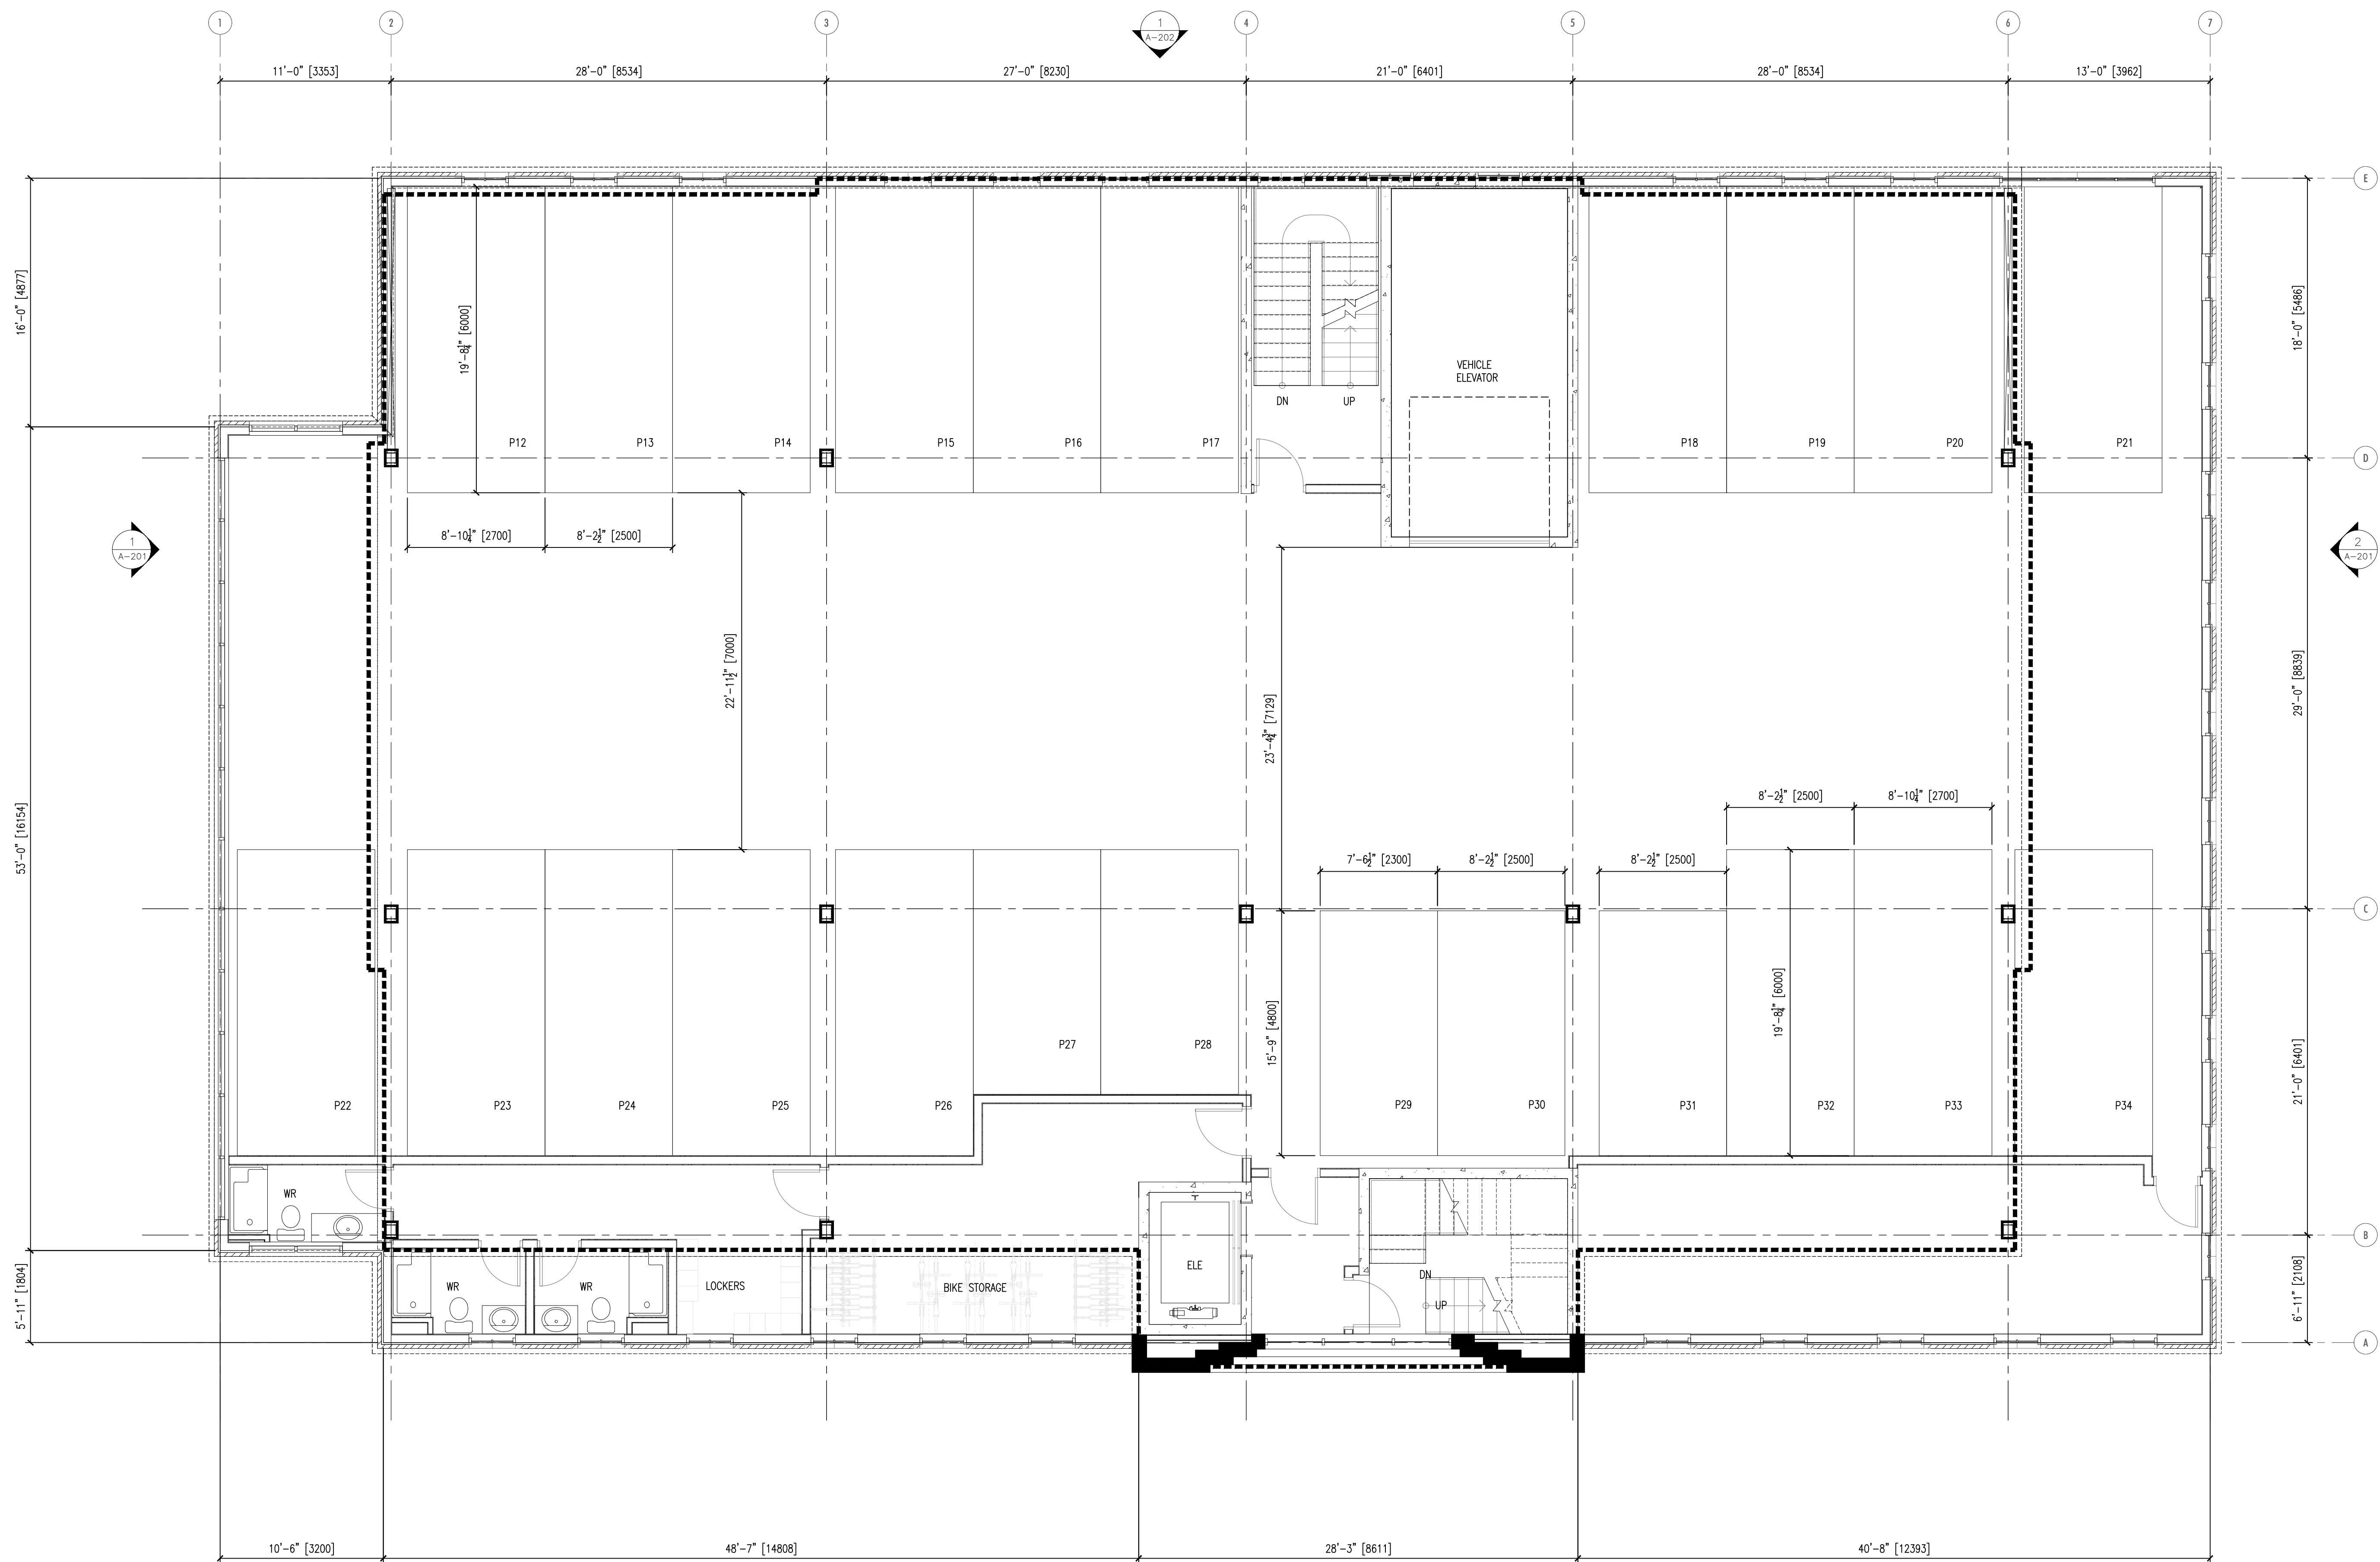 1
2
3
4
5
6
7
1
A-202
11'-0" [3353]
28'-0" [8534]
27'-0" [8230]
21'-0" [6401]
28'-0" [8534]
13'-0" [3962]
E
D
C
B
A
16'-0" [4877]
53'-0" [16154]
5'-11" [1804]
18'-0" [5486]
29'-0" [8839]
21'-0" [6401]
6'-11" [2108]
1
A-201
2
A-201
19'-8¼" [6000]
VEHICLE
ELEVATOR
DN
UP
P12
P13
P14
P15
P16
P17
P18
P19
P20
P21
8'-10¼" [2700]
8'-2½" [2500]
22'-11½" [7000]
23'-4¾" [7129]
8'-2½" [2500]
8'-10¼" [2700]
7'-6½" [2300]
8'-2½" [2500]
8'-2½" [2500]
19'-8¼" [6000]
15'-9" [4800]
P27
P28
P22
P23
P24
P25
P26
P29
P30
P31
P32
P33
P34
WR
WR
WR
LOCKERS
BIKE STORAGE
ELE
DN
UP
10'-6" [3200]
48'-7" [14808]
28'-3" [8611]
40'-8" [12393]